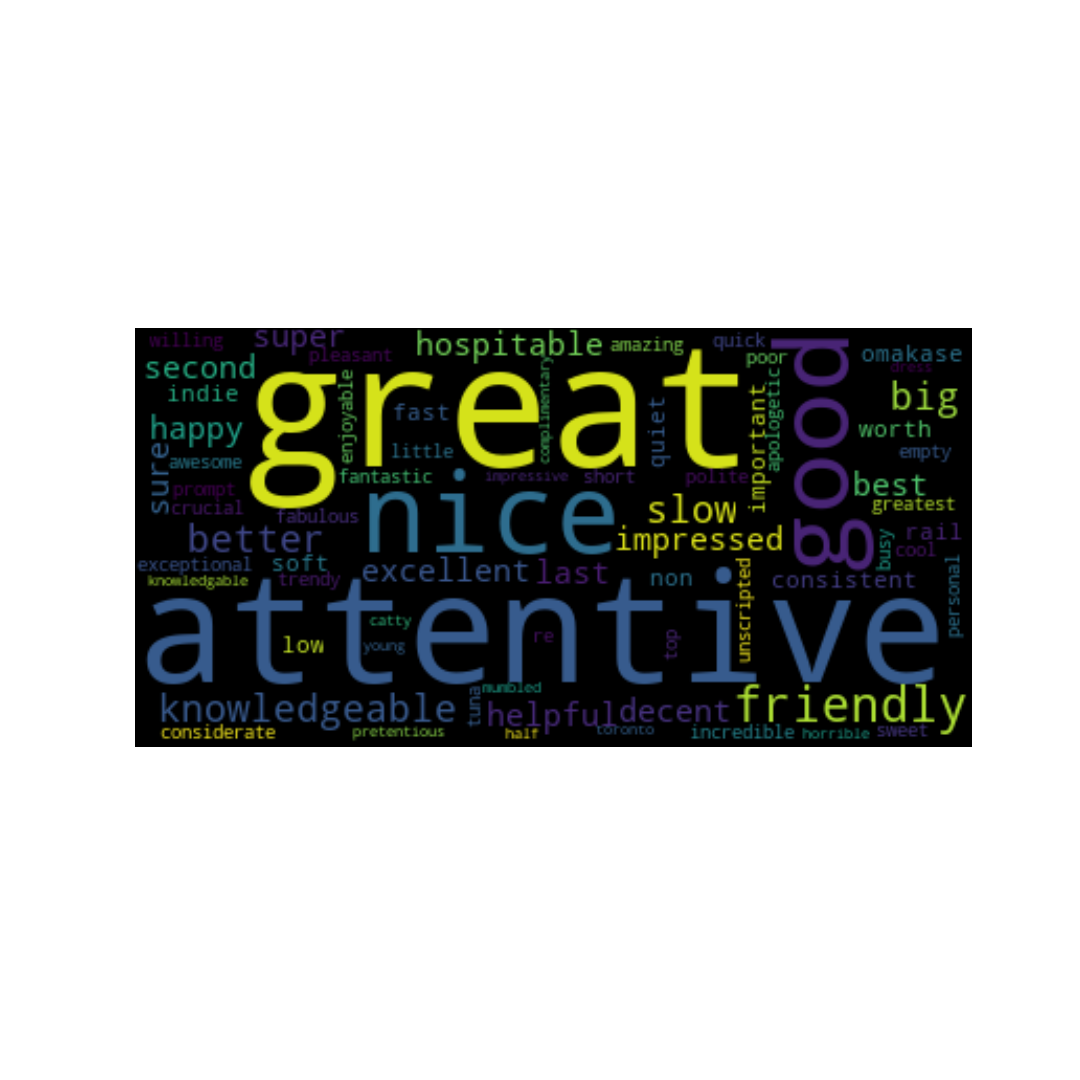 willing
super
hospitable
amazing
quick
good
omakase
second
pleasant
great
poor
dress
indie
enjoyable
fast
complimentary
quiet
important
apologetic
big
happy
little
worth
sure
awesome
fantastic
impressive
short
polite
empty
prompt
nice
slow
best
crucial
fabulous
greatest
better
impressed
busy
rail
cool
exceptional
soft
excellent
last
non
consistent
personal
knowledgable
trendy
attentive
unscripted
catty
low
young
re
top
knowledgeable
tuna
mumbled
helpful
decent
friendly
considerate
pretentious
half
toronto
incredible
horrible
sweet